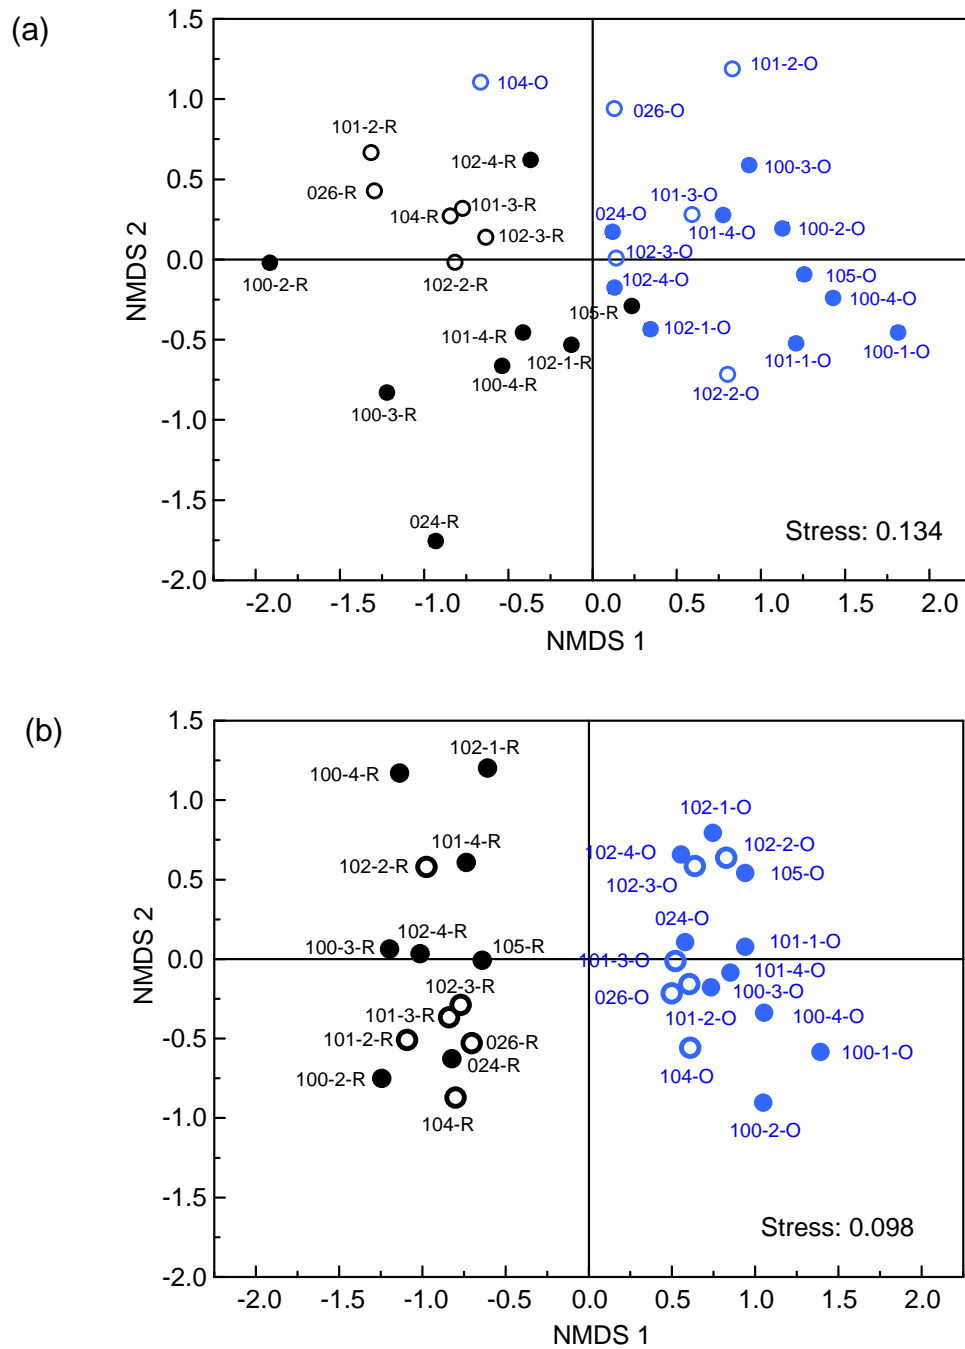 (a)
1.5
1.0
0.5
0.0
-0.5
-1.0
-1.5
-2.0
NMDS 2
104-O
101-2-O
026-O
101-2-R
102-4-R
100-3-O
026-R
101-3-R
101-3-O
104-R
024-O
102-3-R
101-4-O
100-2-O
102-3-O
100-2-R
102-2-R
102-4-O
105-O
105-R
100-4-O
101-4-R
102-1-O
102-1-R
101-1-O
100-1-O
100-4-R
102-2-O
100-3-R
024-R
Stress: 0.134
-2.0 -1.5 -1.0 -0.5 0.0 0.5 1.0 1.5 2.0
NMDS 1
(b)
1.5
1.0
0.5
0.0
-0.5
-1.0
-1.5
-2.0
NMDS 2
102-1-R
100-4-R
102-1-O
101-4-R
102-2-O
102-4-O
102-2-R
105-O
102-3-O
024-O
102-4-R
100-3-R
105-R
101-1-O
101-3-O
101-4-O
102-3-R
026-O
100-3-O
101-3-R
101-2-O
100-4-O
101-2-R
026-R
024-R
100-1-O
104-O
100-2-R
104-R
100-2-O
Stress: 0.098
-2.0 -1.5 -1.0 -0.5 0.0 0.5 1.0 1.5 2.0
NMDS 1